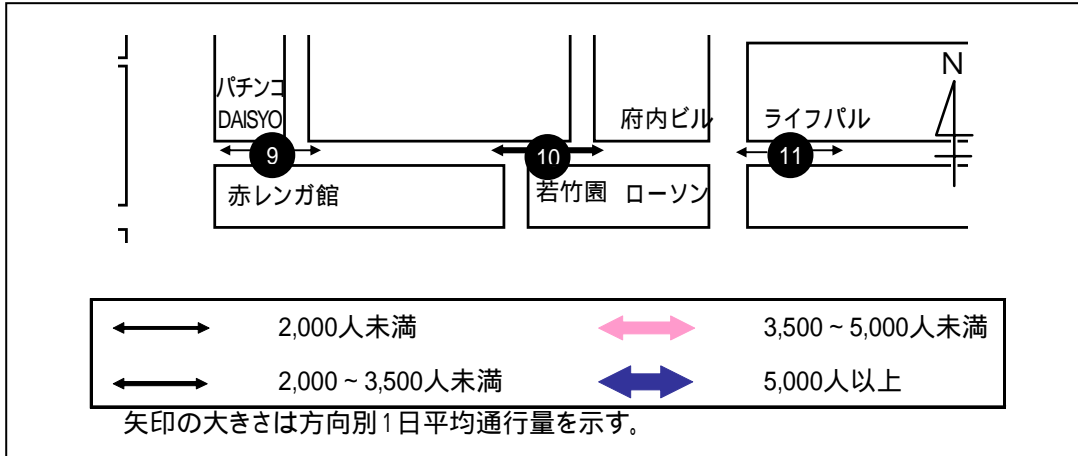 N
パチンコ
DAISYO
府内ビル
ライフパル
9
10
11
赤レンガ館
若竹園
ローソン
2,000人未満
3,500~5,000人未満
2,000~3,500人未満
5,000人以上
矢印の大きさは方向別1日平均通行量を示す。